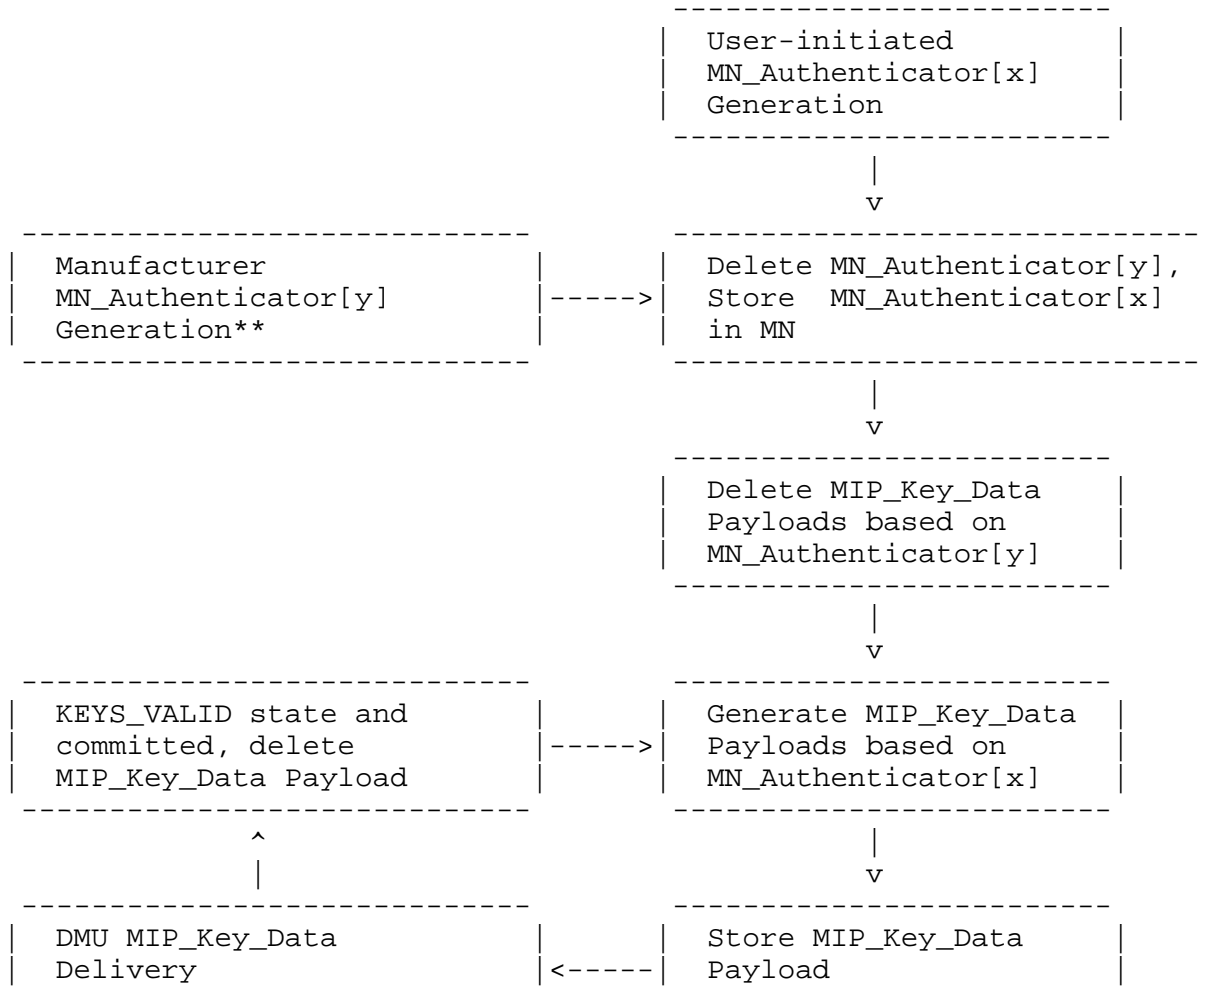 User-initiated
MN_Authenticator[x]
Generation
Manufacturer
MN_Authenticator[y]
Generation**
Delete MN_Authenticator[y],
Store  MN_Authenticator[x]
in MN
Delete MIP_Key_Data
Payloads based on
MN_Authenticator[y]
KEYS_VALID state and
committed, delete
MIP_Key_Data Payload
Generate MIP_Key_Data
Payloads based on
MN_Authenticator[x]
DMU MIP_Key_Data
Delivery
Store MIP_Key_Data
Payload